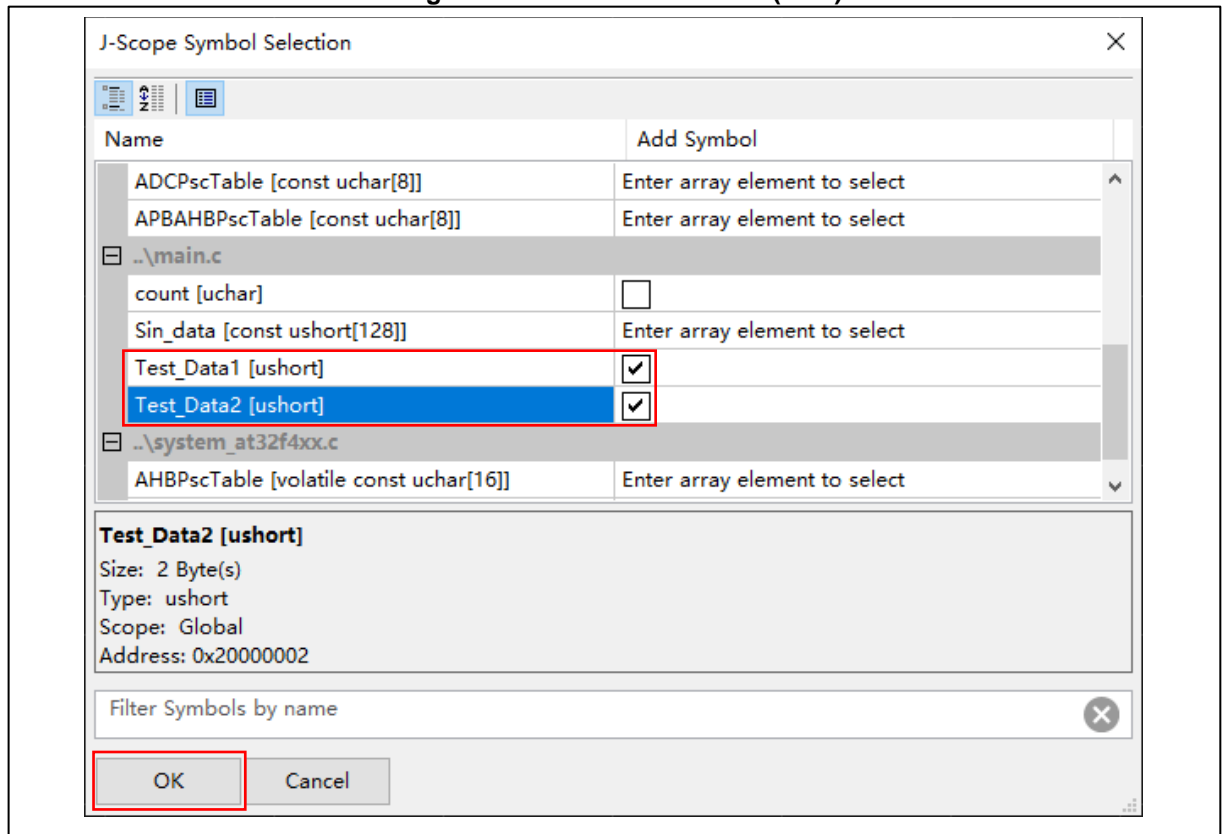 J-Scope Symbol Selection
Name Add Symbol
ADCPscTable [const uchar[8]] Enter array element to select
APBAHBPscTable [const uchar[8]] Enter array element to select
..\main.c
count [uchar]
Sin_data [const ushort[128]] Enter array element to select
Test_Data1 [ushort]
Test_Data2 [ushort]
..\system_at32f4xx.c
AHBPscTable [volatile const uchar[16]] Enter array element to select
Test_Data2 [ushort]
Size: 2 Byte(s)
Type: ushort
Scope: Global
Address: 0x20000002
Filter Symbols by name
OK Cancel